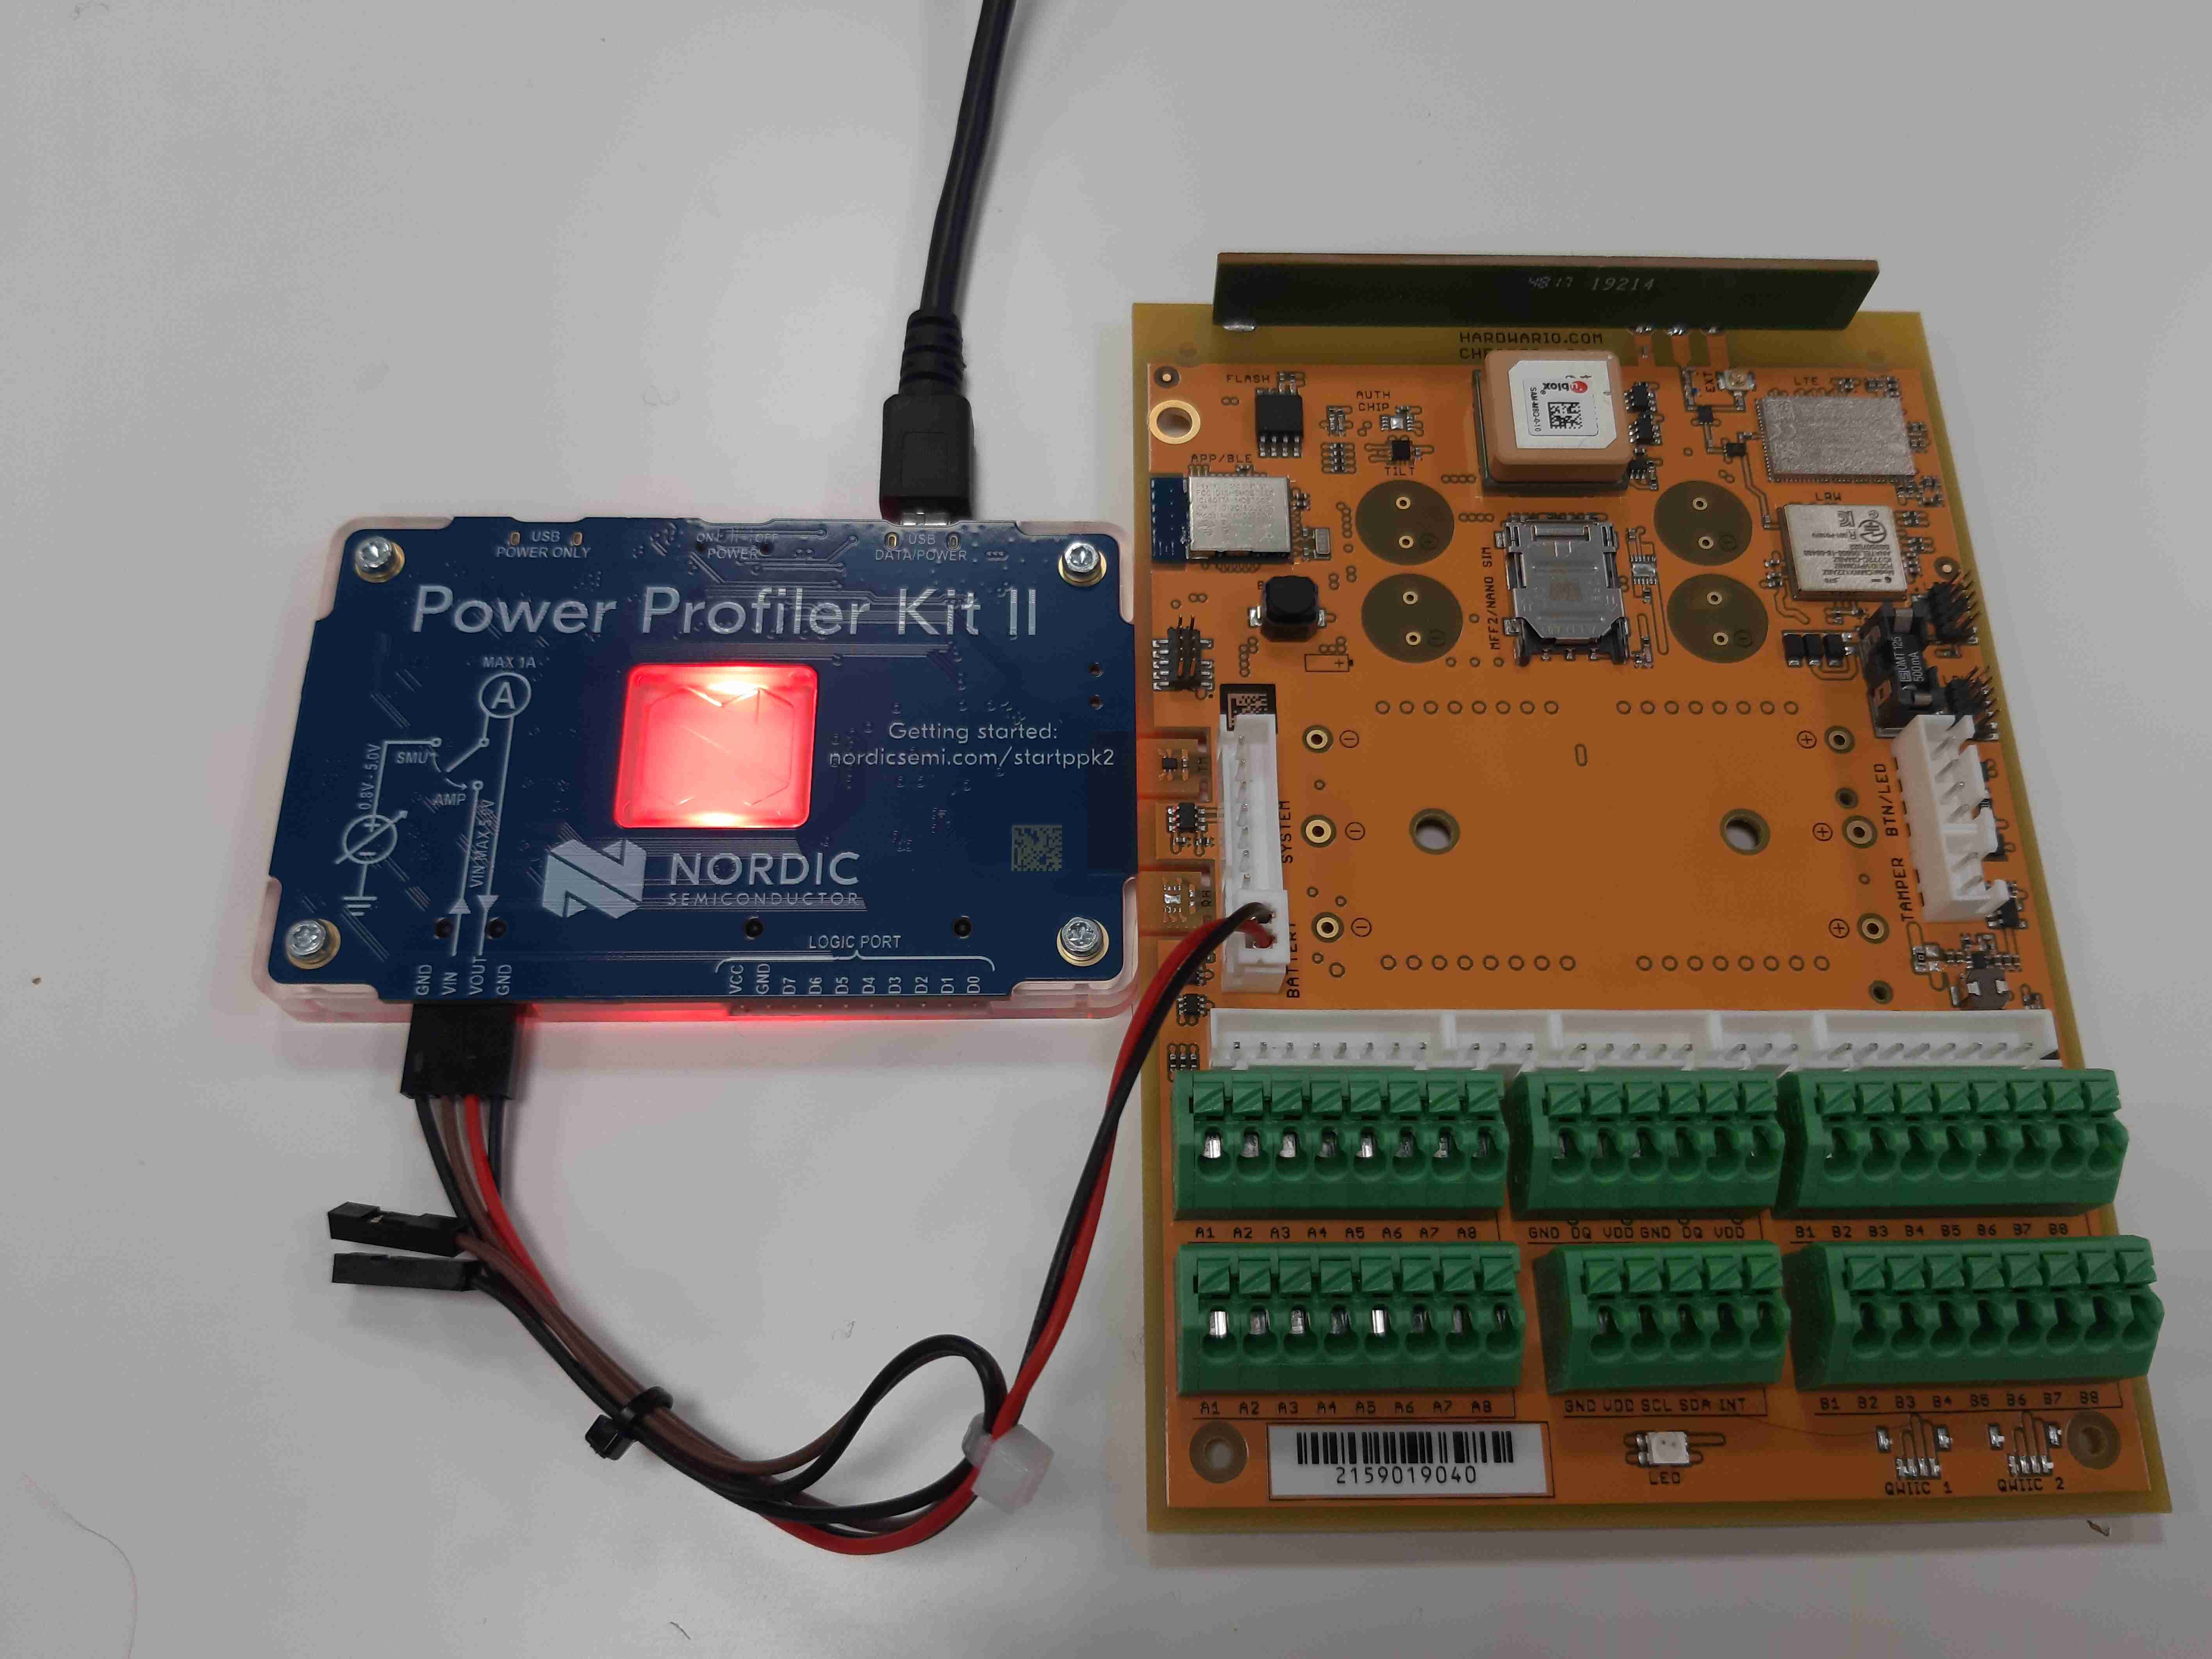 USB
POWER ONLY
ON
OFF
POWER
USB
DATA/POWER
Power Profiler Kit II
MAX 1A
A
SMU
AMP
0.8V - 5.0V
VIN MAX 5.0V
Getting started:
nordicsemi.com/startppk2
NORDIC
SEMICONDUCTOR
LOGIC PORT
GND
VIN
VOUT
GND
VCC
GND
D7
D6
D5
D4
D3
D2
D1
D0
19214
HARDWARIO.COM
FLASH
AUTH
CHIP
TILT
APP/BLE
ublox
EXT
LTE
LRW
MFF2/NANO SIM
500mA
SYSTEM
BATTERY
TAMPER
BTN/LED
A1 A2 A3 A4 A5 A6 A7 A8
GND DQ VDD GND DQ VDD
B1 B2 B3 B4 B5 B6 B7 B8
A1 A2 A3 A4 A5 A6 A7 A8
GND VDD SCL SDA INT
B1 B2 B3 B4 B5 B6 B7 B8
2159019040
LED
QWIIC 1
QWIIC 2